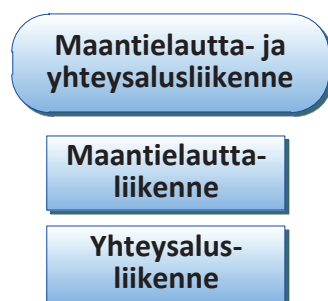 Maantielautta- ja
yhteysalusliikenne
Maantielautta-
liikenne
Yhteysalus-
liikenne